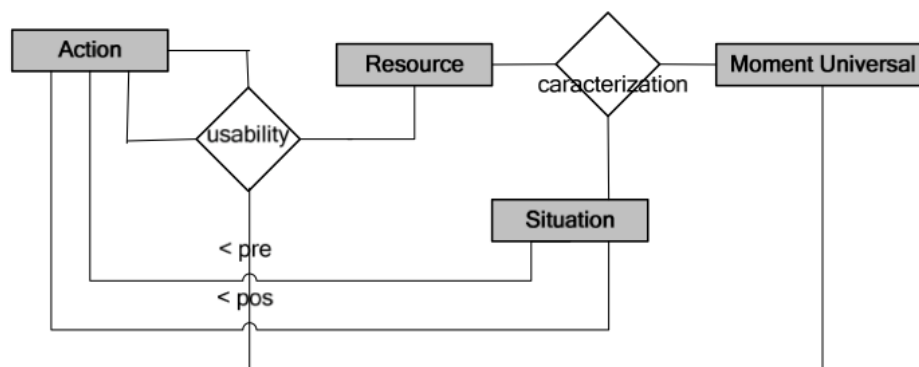 Action
Resource
Moment Universal
caracterization
usability
Situation
< pre
< pos